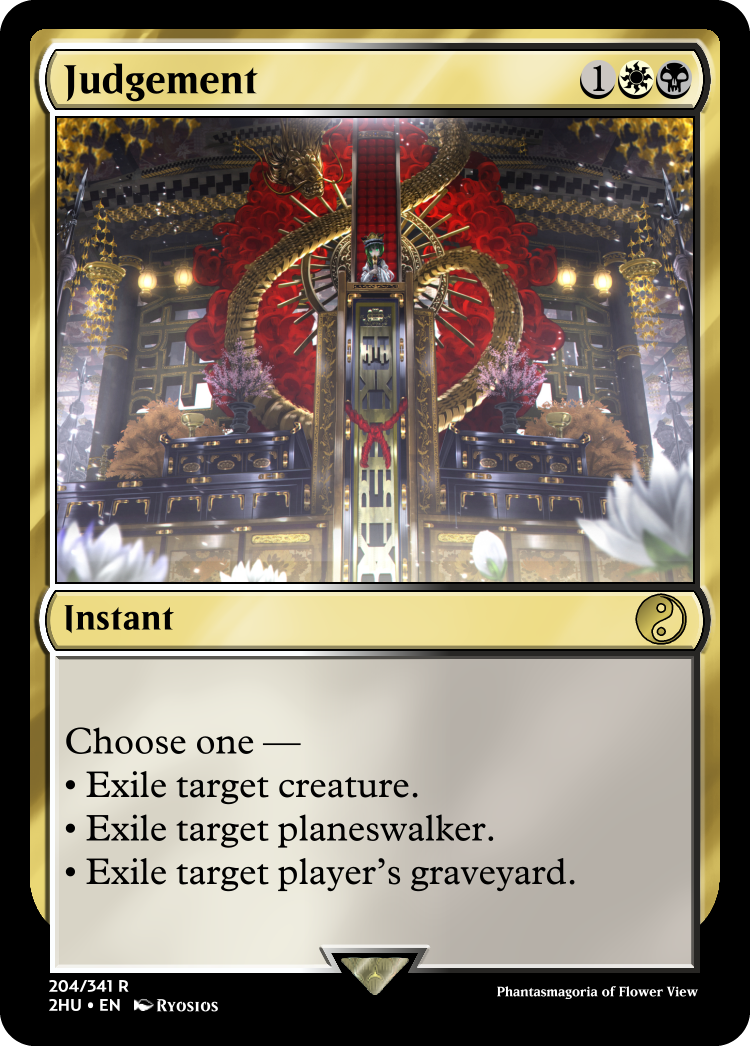 Judgement 1
Instant
Choose one —
• Exile target creature.
• Exile target planeswalker.
• Exile target player's graveyard.
204/341 R
2HU • EN Ryosios
Phantasmagoria of Flower View